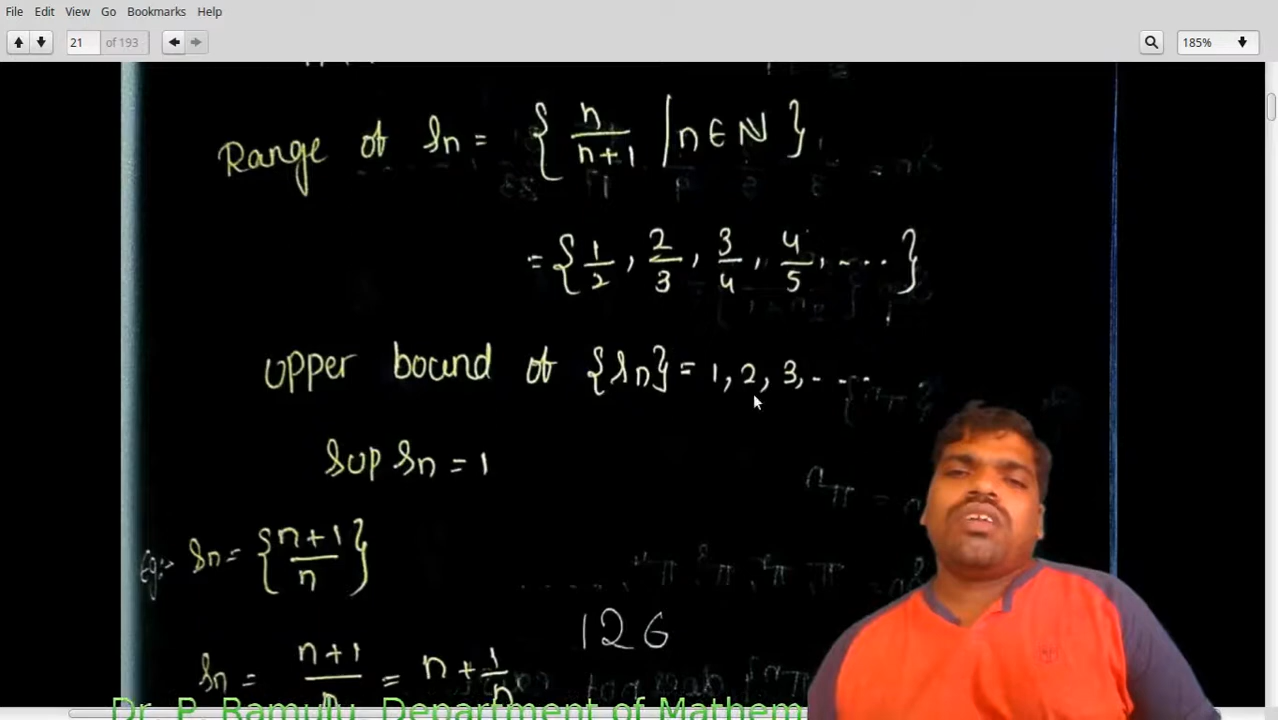 File Edit View Go Bookmarks Help
21 of 193 185%
Range of Sn = { n/n+1 | n ∈ N }
= { 1/2, 2/3, 3/4, 4/5, .... }
Upper bound of {Sn} = 1, 2, 3, ....
Sup Sn = 1
Eg:- Sn = { n+1/n }
Sn = n+1/n = n + 1/n
126
Dr. P. Ramulu, Department of Mathem